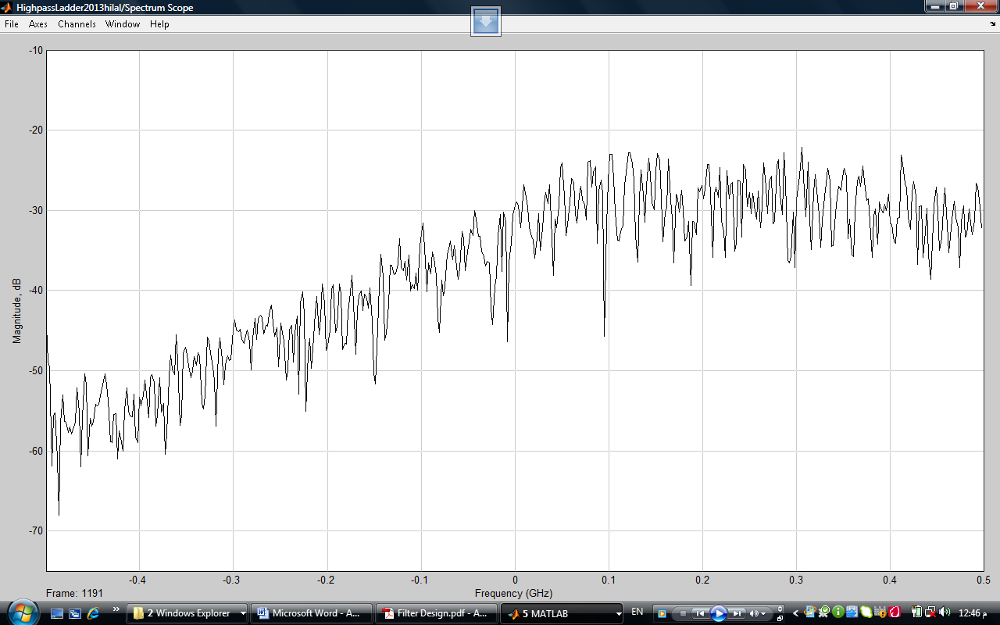 HighpassLadder2013hilal/Spectrum Scope
File Axes Channels Window Help
-10
-20
-30
-40
-50
-60
-70
Magnitude, dB
-0.4 -0.3 -0.2 -0.1 0 0.1 0.2 0.3 0.4 0.5
Frame: 1191 Frequency (GHz)
2 Windows Explorer Microsoft Word - A... Filter Design.pdf - A... 5 MATLAB EN 12:46 م